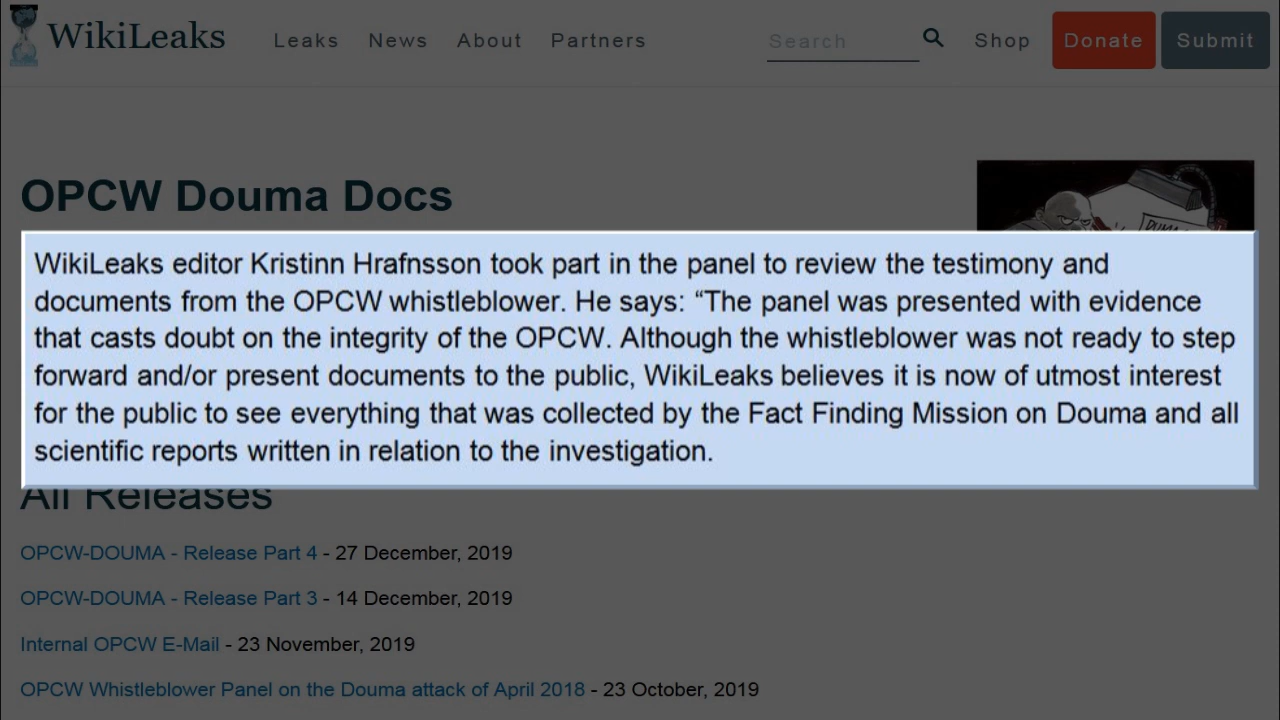 WikiLeaks
Leaks News About Partners
Search
Shop
Donate
Submit
OPCW Douma Docs
WikiLeaks editor Kristinn Hrafnsson took part in the panel to review the testimony and
documents from the OPCW whistleblower. He says: “The panel was presented with evidence
that casts doubt on the integrity of the OPCW. Although the whistleblower was not ready to step
forward and/or present documents to the public, WikiLeaks believes it is now of utmost interest
for the public to see everything that was collected by the Fact Finding Mission on Douma and all
scientific reports written in relation to the investigation.
All Releases
OPCW-DOUMA - Release Part 4 - 27 December, 2019
OPCW-DOUMA - Release Part 3 - 14 December, 2019
Internal OPCW E-Mail - 23 November, 2019
OPCW Whistleblower Panel on the Douma attack of April 2018 - 23 October, 2019